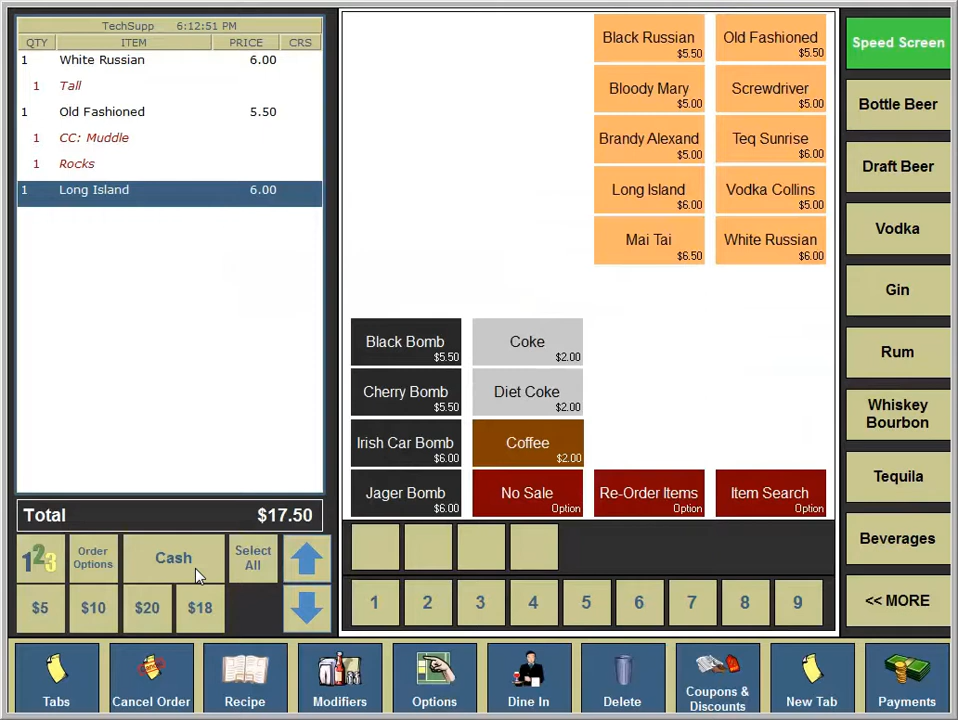 TechSupp 6:12:51 PM
QTY ITEM PRICE CRS
1 White Russian 6.00
1 Tall
1 Old Fashioned 5.50
1 CC: Muddle
1 Rocks
1 Long Island 6.00
Total $17.50
123
Order
Options
Cash
Select
All
$5 $10 $20 $18
Black Russian
$5.50
Old Fashioned
$5.50
Bloody Mary
$5.00
Screwdriver
$5.00
Brandy Alexand
$5.00
Teq Sunrise
$6.00
Long Island
$6.00
Vodka Collins
$5.00
Mai Tai
$6.50
White Russian
$6.00
Black Bomb
$5.50
Coke
$2.00
Cherry Bomb
$5.50
Diet Coke
$2.00
Irish Car Bomb
$6.00
Coffee
$2.00
Jager Bomb
$6.00
No Sale
Option
Re-Order Items
Option
Item Search
Option
1 2 3 4 5 6 7 8 9
Speed Screen
Bottle Beer
Draft Beer
Vodka
Gin
Rum
Whiskey
Bourbon
Tequila
Beverages
<< MORE
Tabs
Cancel Order
Recipe
Modifiers
Options
Dine In
Delete
Coupons &
Discounts
New Tab
Payments